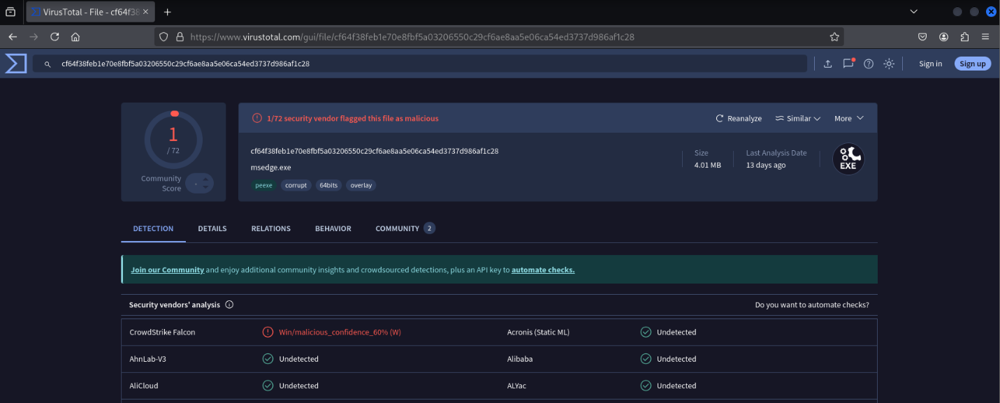 VirusTotal - File - cf64f38
https://www.virustotal.com/gui/file/cf64f38feb1e70e8fbf5a03206550c29cf6ae8aa5e06ca54ed3737d986af1c28
cf64f38feb1e70e8fbf5a03206550c29cf6ae8aa5e06ca54ed3737d986af1c28
Sign in
Sign up
1
/ 72
Community
Score
-
1/72 security vendor flagged this file as malicious
Reanalyze
Similar
More
cf64f38feb1e70e8fbf5a03206550c29cf6ae8aa5e06ca54ed3737d986af1c28
msedge.exe
peexe corrupt 64bits overlay
Size
4.01 MB
Last Analysis Date
13 days ago
EXE
DETECTION DETAILS RELATIONS BEHAVIOR COMMUNITY 2
Join our Community and enjoy additional community insights and crowdsourced detections, plus an API key to automate checks.
Security vendors' analysis Do you want to automate checks?
CrowdStrike Falcon Win/malicious_confidence_60% (W) Acronis (Static ML) Undetected
AhnLab-V3 Undetected Alibaba Undetected
AliCloud Undetected ALYac Undetected